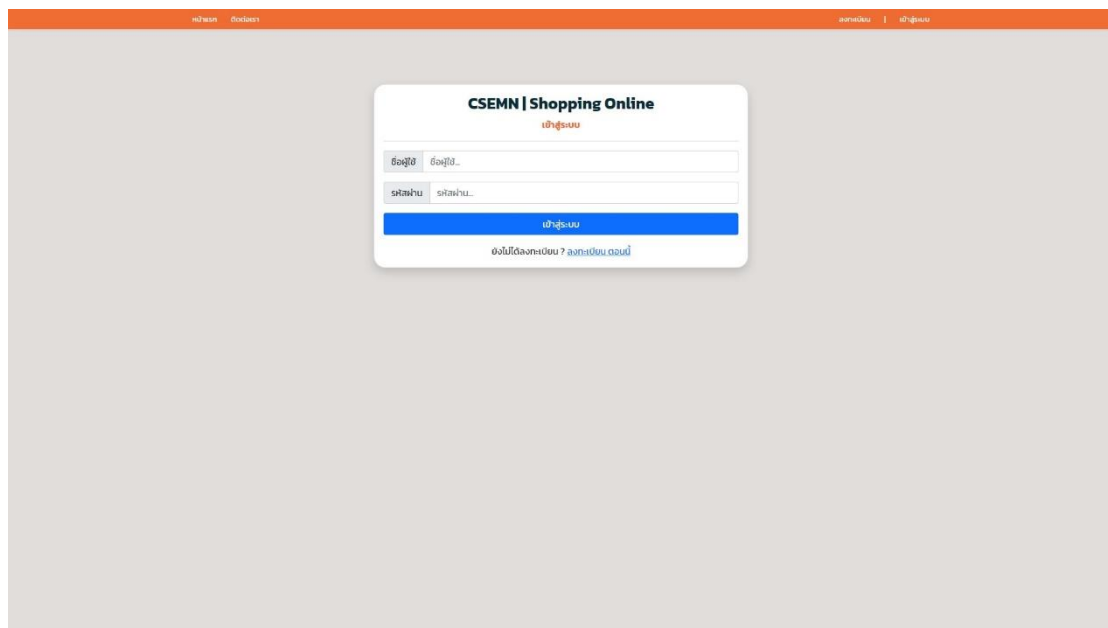 หน้าแรก ติดต่อเรา ลงทะเบียน | เข้าสู่ระบบ
CSEMN | Shopping Online
เข้าสู่ระบบ
ชื่อผู้ใช้ ชื่อผู้ใช้...
รหัสผ่าน รหัสผ่าน...
เข้าสู่ระบบ
ยังไม่ได้ลงทะเบียน ? ลงทะเบียน ตอนนี้